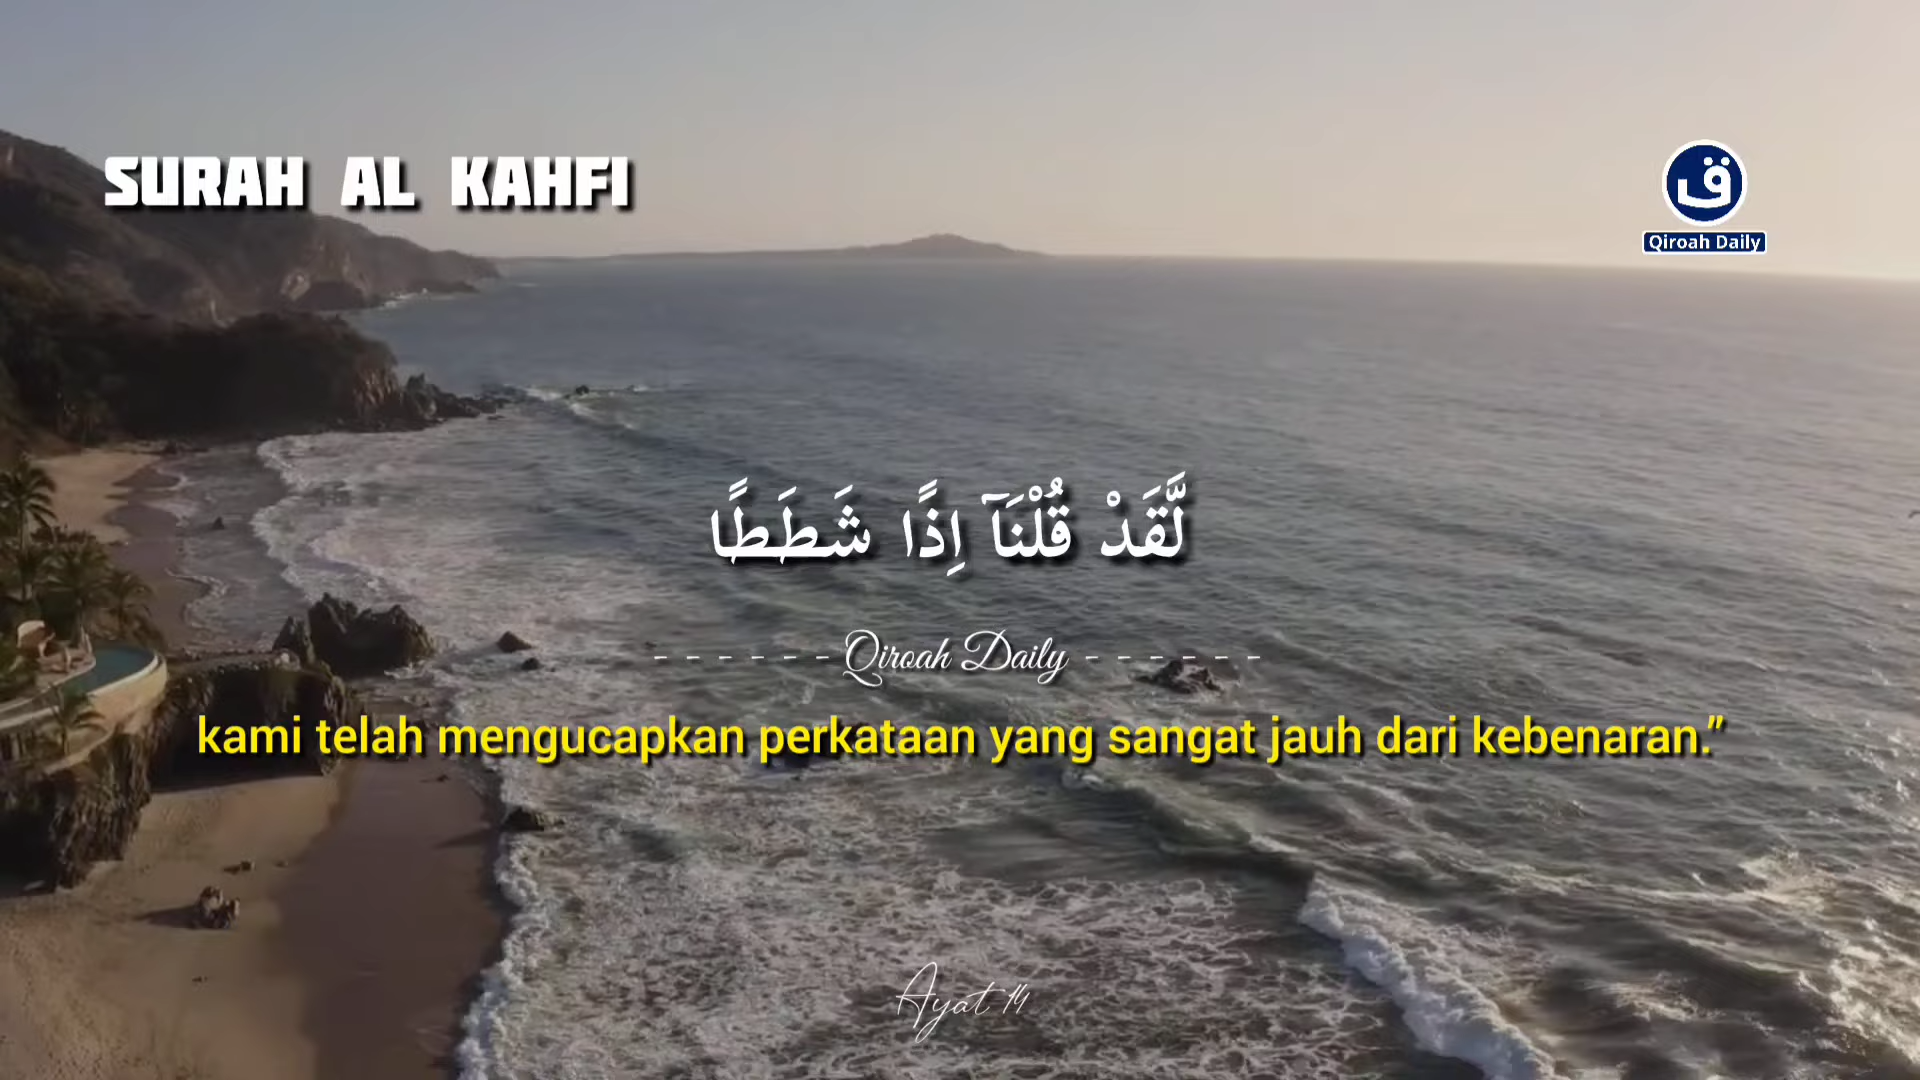 SURAH AL KAHFI
ق
Qiroah Daily
لَّقَدْ قُلْنَآ اِذًا شَطَطًا
- - - - - - Qiroah Daily - - - - - -
kami telah mengucapkan perkataan yang sangat jauh dari kebenaran.”
Ayat 14